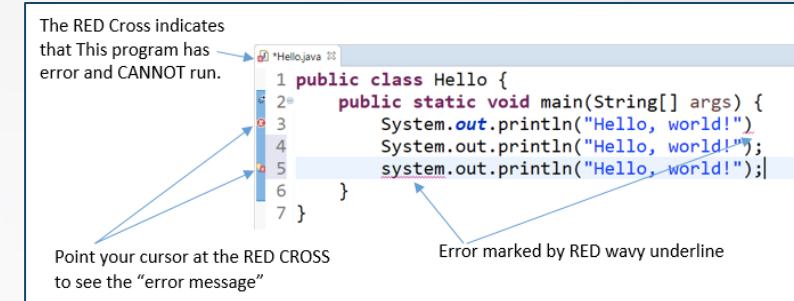 The RED Cross indicates
that This program has
error and CANNOT run.
*Hello.java
1 public class Hello {
2 public static void main(String[] args) {
3 System.out.println("Hello, world!")
4 System.out.println("Hello, world!");
5 system.out.println("Hello, world!");
6 }
7 }
Point your cursor at the RED CROSS
to see the “error message”
Error marked by RED wavy underline